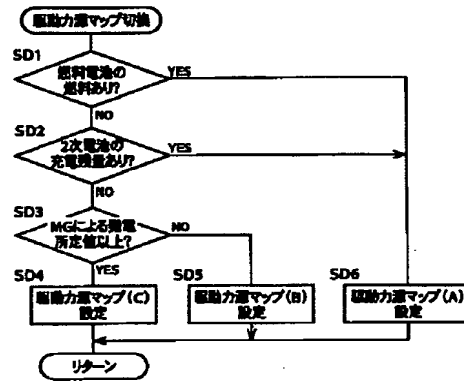 駆動力源マップ切換
SD1
燃料電池の
燃料あり?
YES
NO
SD2
2次電池の
充電残量あり?
YES
NO
SD3
MGによる発電
所定値以上?
NO
YES
SD4
駆動力源マップ(C)
設定
SD5
駆動力源マップ(B)
設定
SD6
駆動力源マップ(A)
設定
リターン